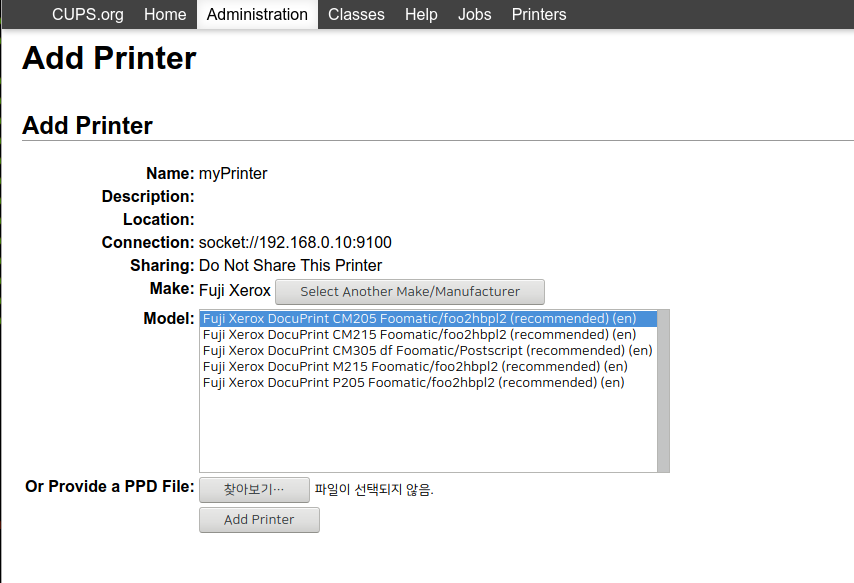 CUPS.org Home Administration Classes Help Jobs Printers
Add Printer
Add Printer
Name: myPrinter
Description:
Location:
Connection: socket://192.168.0.10:9100
Sharing: Do Not Share This Printer
Make: Fuji Xerox Select Another Make/Manufacturer
Model: Fuji Xerox DocuPrint CM205 Foomatic/foo2hbpl2 (recommended) (en)
Fuji Xerox DocuPrint CM215 Foomatic/foo2hbpl2 (recommended) (en)
Fuji Xerox DocuPrint CM305 df Foomatic/Postscript (recommended) (en)
Fuji Xerox DocuPrint M215 Foomatic/foo2hbpl2 (recommended) (en)
Fuji Xerox DocuPrint P205 Foomatic/foo2hbpl2 (recommended) (en)
Or Provide a PPD File: 찾아보기… 파일이 선택되지 않음.
Add Printer